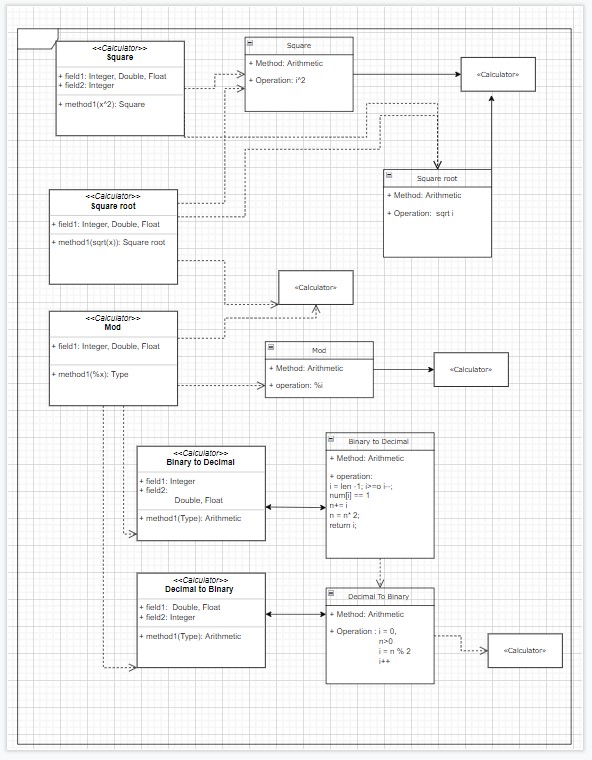 <<Calculator>>
Square
+ field1: Integer, Double, Float
+ field2: Integer
+ method1(x^2): Square
Square
+ Method: Arithmetic
+ Operation: i^2
«Calculator»
Square root
+ Method: Arithmetic
+ Operation:  sqrt i
<<Calculator>>
Square root
+ field1: Integer, Double, Float
+ method1(sqrt(x)): Square root
«Calculator»
<<Calculator>>
Mod
+ field1: Integer, Double, Float
+ method1(%x): Type
Mod
+ Method: Arithmetic
+ operation: %i
«Calculator»
<<Calculator>>
Binary to Decimal
+ field1: Integer
+ field2:
Double, Float
+ method1(Type): Arithmetic
Binary to Decimal
+ Method: Arithmetic
+ operation:
i = len -1; i>=o i--;
num[i] == 1
n+= i
n = n* 2;
return i;
<<Calculator>>
Decimal to Binary
+ field1:  Double, Float
+ field2: Integer
+ method1(Type): Arithmetic
Decimal To Binary
+ Method: Arithmetic
+ Operation : i = 0,
n>0
i = n % 2
i++
«Calculator»